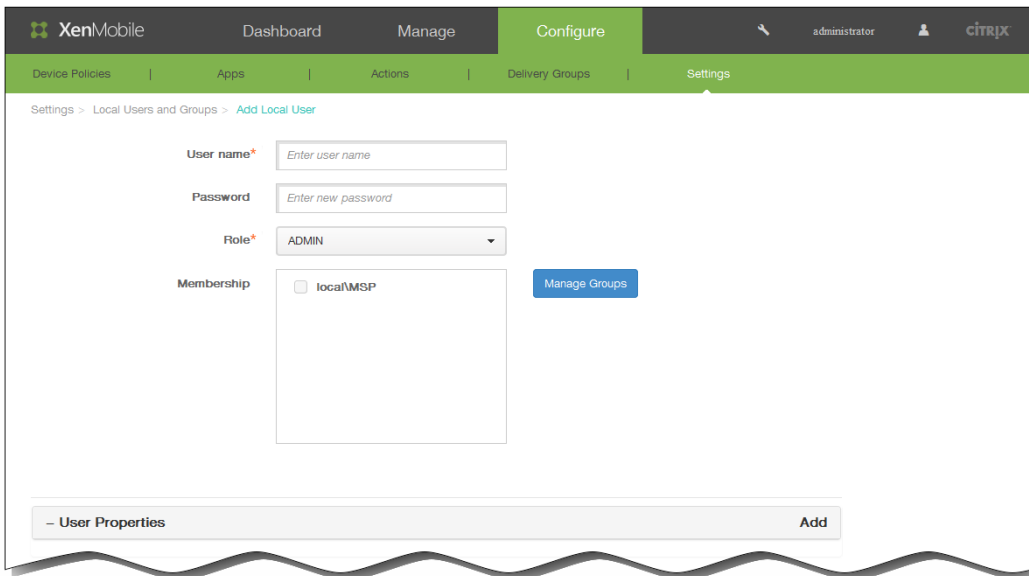 XenMobile Dashboard Manage Configure administrator CITRIX
Device Policies | Apps | Actions | Delivery Groups | Settings
Settings > Local Users and Groups > Add Local User
User name* Enter user name
Password Enter new password
Role* ADMIN
Membership local\MSP Manage Groups
– User Properties Add